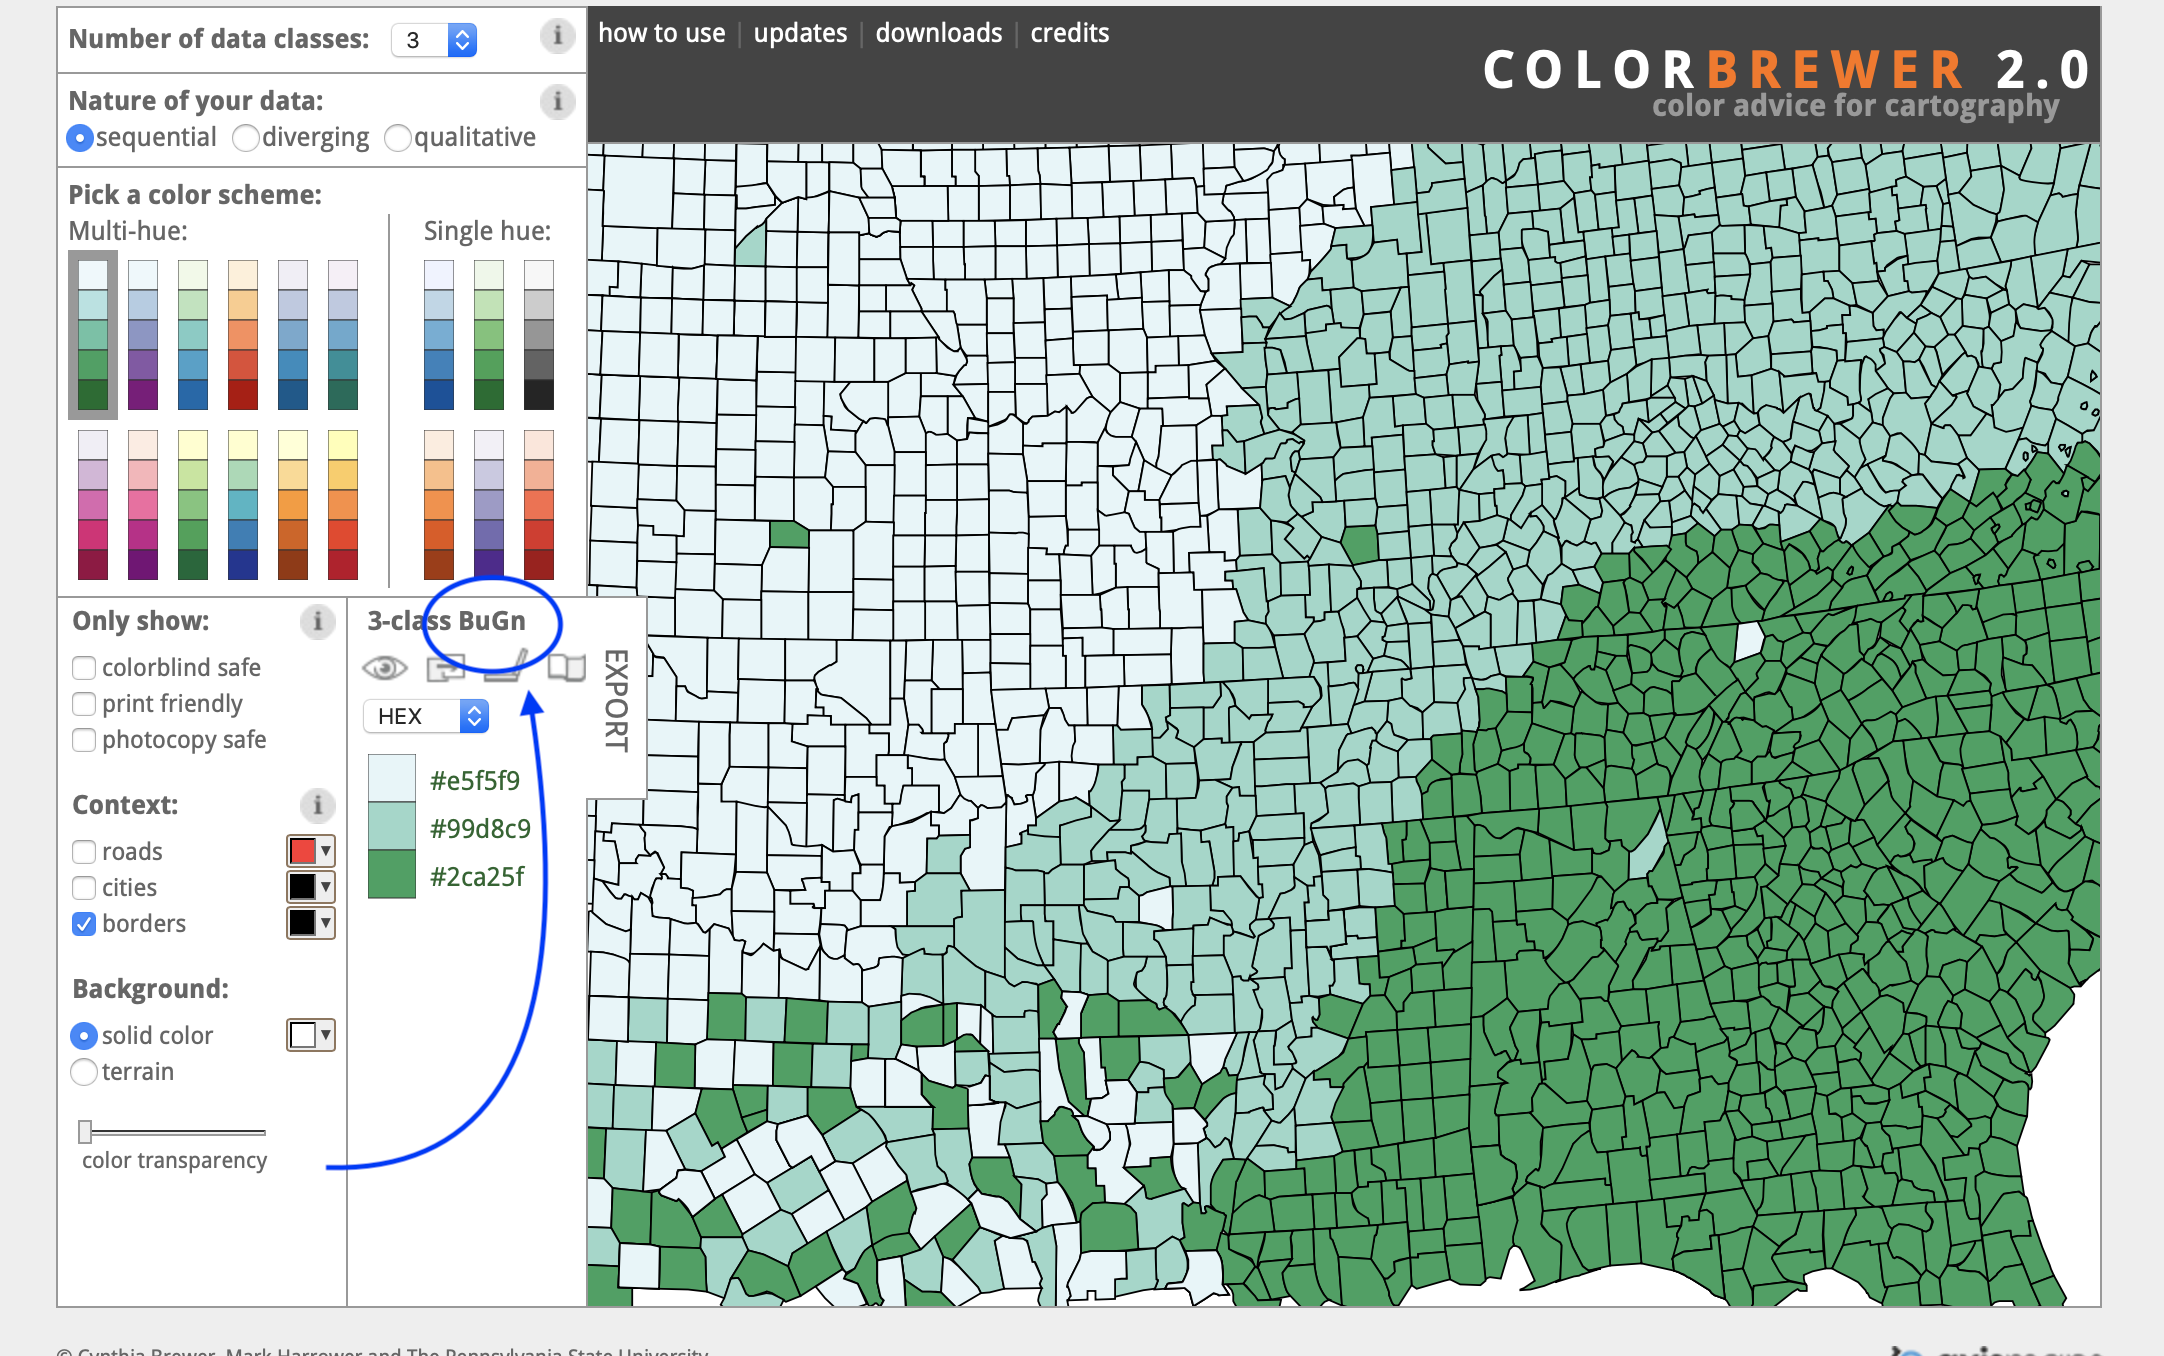 Number of data classes: 3
how to use | updates | downloads | credits
COLORBREWER 2.0
color advice for cartography
Nature of your data:
sequential diverging qualitative
Pick a color scheme:
Multi-hue: Single hue:
Only show:
colorblind safe
print friendly
photocopy safe
Context:
roads
cities
borders
Background:
solid color
terrain
color transparency
3-class BuGn
EXPORT
HEX
#e5f5f9
#99d8c9
#2ca25f
© Cynthia Brewer, Mark Harrower and The Pennsylvania State University